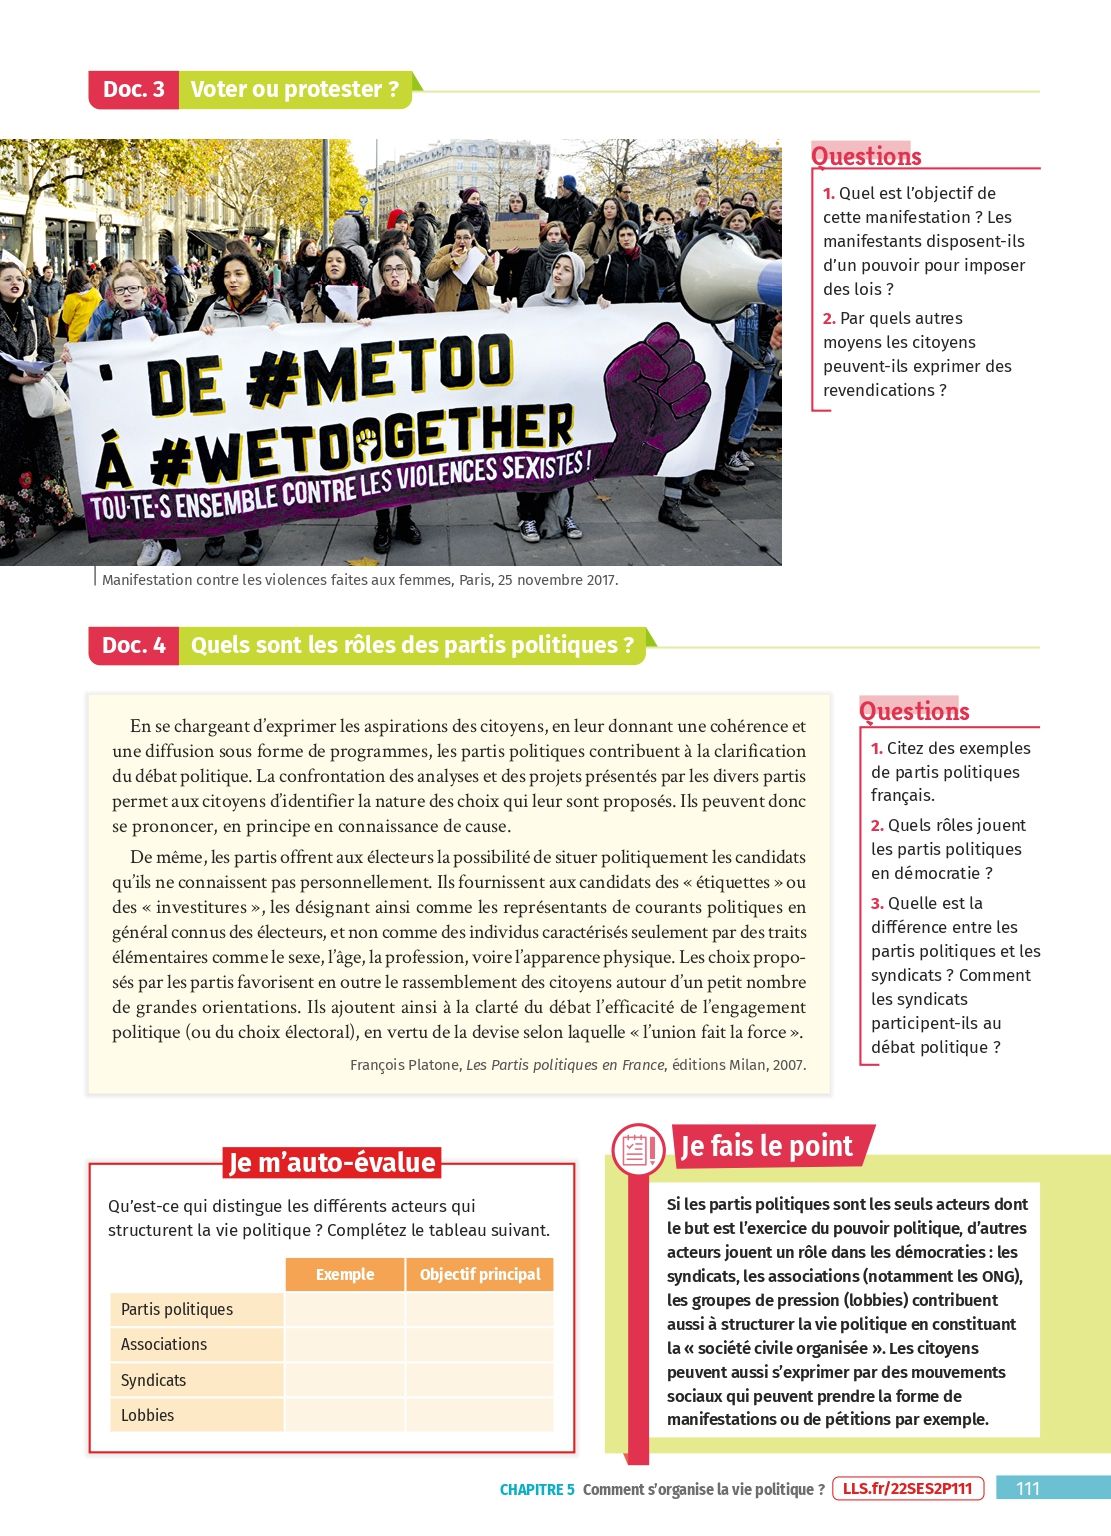 Doc. 3 Voter ou protester ?
DE #METOO
Á #WETOOGETHER
TOU·TE·S ENSEMBLE CONTRE LES VIOLENCES SEXISTES !
Manifestation contre les violences faites aux femmes, Paris, 25 novembre 2017.
Questions
1. Quel est l’objectif de
cette manifestation ? Les
manifestants disposent-ils
d’un pouvoir pour imposer
des lois ?
2. Par quels autres
moyens les citoyens
peuvent-ils exprimer des
revendications ?
Doc. 4 Quels sont les rôles des partis politiques ?
En se chargeant d’exprimer les aspirations des citoyens, en leur donnant une cohérence et
une diffusion sous forme de programmes, les partis politiques contribuent à la clarification
du débat politique. La confrontation des analyses et des projets présentés par les divers partis
permet aux citoyens d’identifier la nature des choix qui leur sont proposés. Ils peuvent donc
se prononcer, en principe en connaissance de cause.
De même, les partis offrent aux électeurs la possibilité de situer politiquement les candidats
qu’ils ne connaissent pas personnellement. Ils fournissent aux candidats des « étiquettes » ou
des « investitures », les désignant ainsi comme les représentants de courants politiques en
général connus des électeurs, et non comme des individus caractérisés seulement par des traits
élémentaires comme le sexe, l’âge, la profession, voire l’apparence physique. Les choix propo-
sés par les partis favorisent en outre le rassemblement des citoyens autour d’un petit nombre
de grandes orientations. Ils ajoutent ainsi à la clarté du débat l’efficacité de l’engagement
politique (ou du choix électoral), en vertu de la devise selon laquelle « l’union fait la force ».
François Platone, Les Partis politiques en France, éditions Milan, 2007.
Questions
1. Citez des exemples
de partis politiques
français.
2. Quels rôles jouent
les partis politiques
en démocratie ?
3. Quelle est la
différence entre les
partis politiques et les
syndicats ? Comment
les syndicats
participent-ils au
débat politique ?
Je m’auto-évalue
Qu’est-ce qui distingue les différents acteurs qui
structurent la vie politique ? Complétez le tableau suivant.
Exemple Objectif principal
Partis politiques
Associations
Syndicats
Lobbies
Je fais le point
Si les partis politiques sont les seuls acteurs dont
le but est l’exercice du pouvoir politique, d’autres
acteurs jouent un rôle dans les démocraties : les
syndicats, les associations (notamment les ONG),
les groupes de pression (lobbies) contribuent
aussi à structurer la vie politique en constituant
la « société civile organisée ». Les citoyens
peuvent aussi s’exprimer par des mouvements
sociaux qui peuvent prendre la forme de
manifestations ou de pétitions par exemple.
CHAPITRE 5 Comment s’organise la vie politique ? LLS.fr/22SES2P111 111